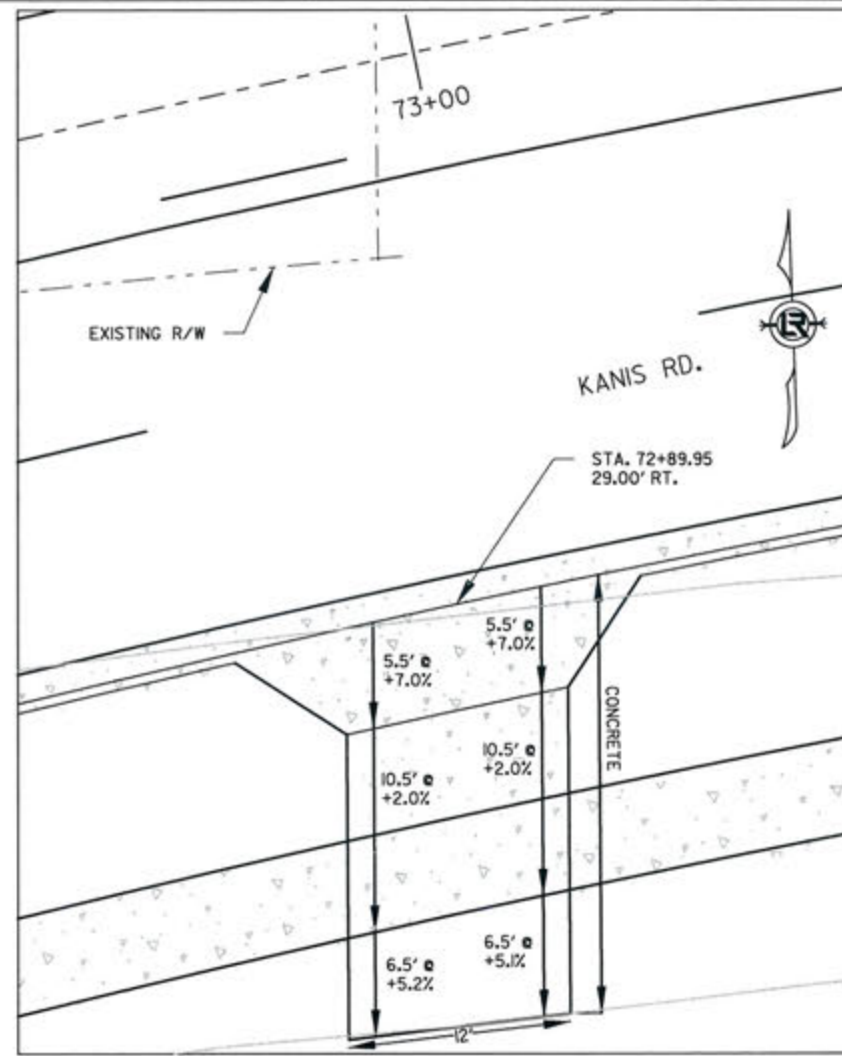 73+00
EXISTING R/W
KANIS RD.
STA. 72+89.95
29.00' RT.
5.5' @
+7.0%
5.5' @
+7.0%
CONCRETE
10.5' @
+2.0%
10.5' @
+2.0%
6.5' @
+5.2%
6.5' @
+5.1%
12'
LR